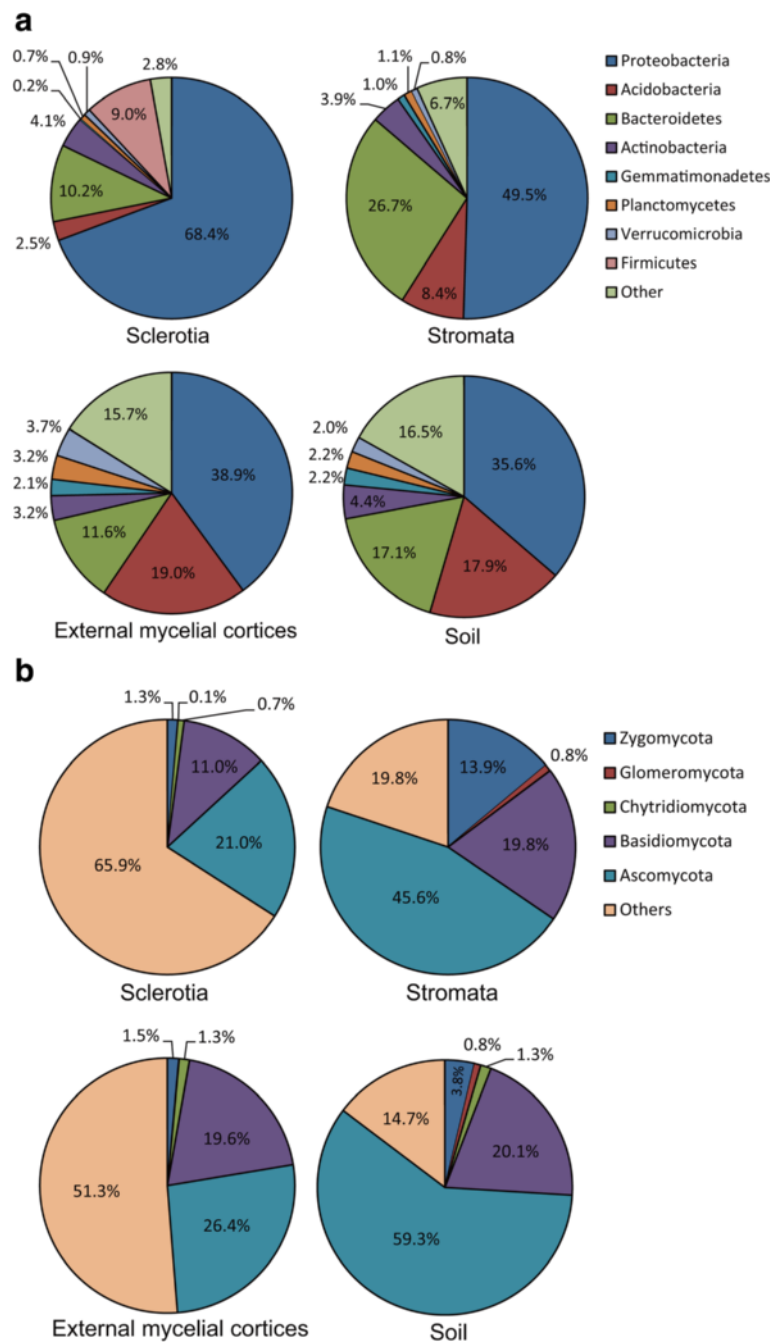 a
0.7%
0.9%
2.8%
0.2%
4.1%
9.0%
10.2%
2.5%
68.4%
Sclerotia
1.1%
0.8%
1.0%
3.9%
6.7%
26.7%
49.5%
8.4%
Stromata
Proteobacteria
Acidobacteria
Bacteroidetes
Actinobacteria
Gemmatimonadetes
Planctomycetes
Verrucomicrobia
Firmicutes
Other
3.7%
15.7%
3.2%
2.1%
3.2%
38.9%
11.6%
19.0%
External mycelial cortices
2.0%
16.5%
2.2%
2.2%
4.4%
35.6%
17.1%
17.9%
Soil
b
1.3%
0.1%
0.7%
11.0%
21.0%
65.9%
Sclerotia
0.8%
13.9%
19.8%
19.8%
45.6%
Stromata
Zygomycota
Glomeromycota
Chytridiomycota
Basidiomycota
Ascomycota
Others
1.5%
1.3%
19.6%
51.3%
26.4%
External mycelial cortices
0.8%
1.3%
3.8%
14.7%
20.1%
59.3%
Soil